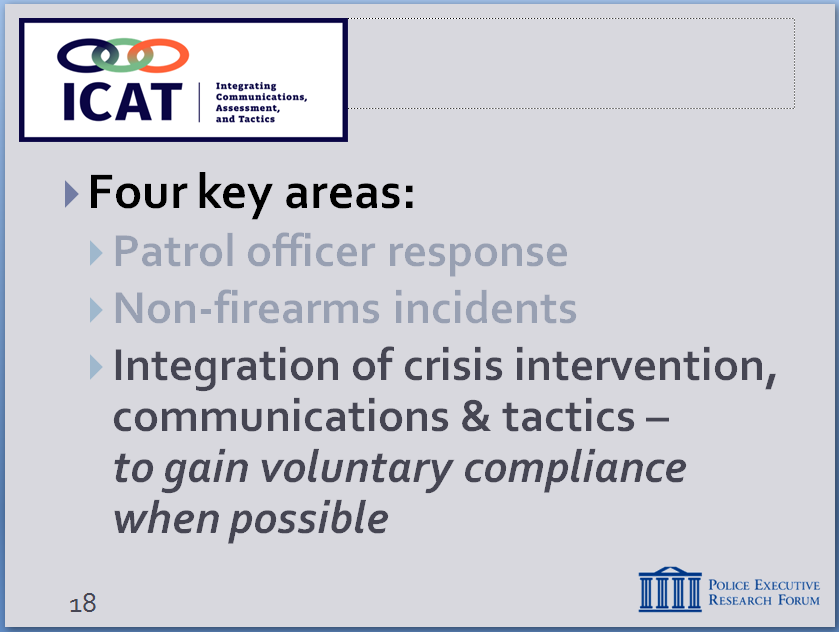 ICAT
Integrating
Communications,
Assessment,
and Tactics
Four key areas:
Patrol officer response
Non-firearms incidents
Integration of crisis intervention,
communications & tactics –
to gain voluntary compliance
when possible
18
POLICE EXECUTIVE
RESEARCH FORUM